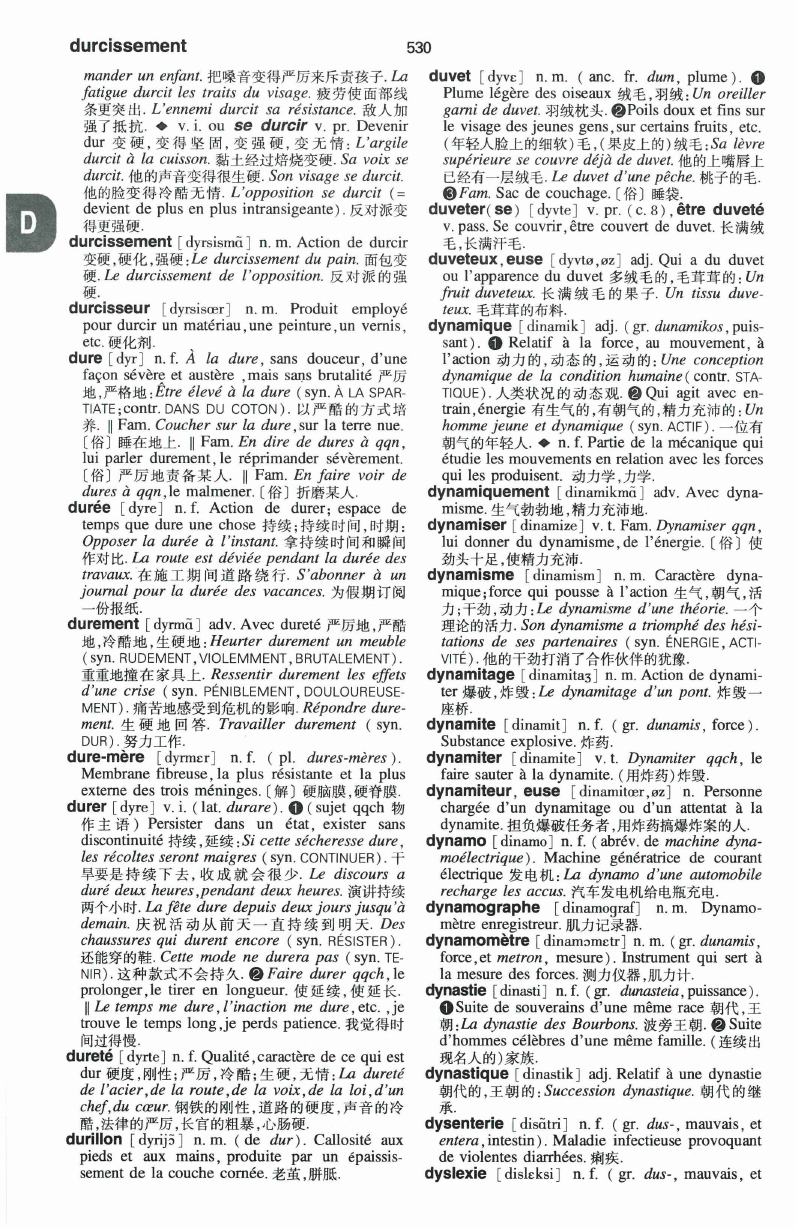 durcissement
530
mander un enfant. 把嗓音变得严厉来斥责孩子. La
fatigue durcit les traits du visage. 疲劳使面部线
条更突出. L'ennemi durcit sa résistance. 敌人加
强了抵抗. ◆ v. i. ou se durcir v. pr. Devenir
dur 变硬,变得坚固,变强硬,变无情: L'argile
durcit à la cuisson. 黏土经过焙烧变硬. Sa voix se
durcit. 他的声音变得很生硬. Son visage se durcit.
他的脸变得冷酷无情. L'opposition se durcit (=
devient de plus en plus intransigeante). 反对派变
得更强硬.
durcissement [dyrsismɑ̃] n. m. Action de durcir
变硬,硬化,强硬: Le durcissement du pain. 面包变
硬. Le durcissement de l'opposition. 反对派的强
硬.
durcisseur [dyrsisœr] n. m. Produit employé
pour durcir un matériau, une peinture, un vernis,
etc. 硬化剂.
dure [dyr] n. f. À la dure, sans douceur, d'une
façon sévère et austère ,mais sans brutalité 严厉
地,严格地: Être élevé à la dure (syn. À LA SPAR-
TIATE; contr. DANS DU COTON). 以严酷的方式培
养. ‖ Fam. Coucher sur la dure, sur la terre nue.
〔俗〕睡在地上. ‖ Fam. En dire de dures à qqn,
lui parler durement, le réprimander sévèrement.
〔俗〕严厉地责备某人. ‖ Fam. En faire voir de
dures à qqn, le malmener. 〔俗〕折磨某人.
durée [dyre] n. f. Action de durer; espace de
temps que dure une chose 持续;持续时间,时期:
Opposer la durée à l'instant. 拿持续时间和瞬间
作对比. La route est déviée pendant la durée des
travaux. 在施工期间道路绕行. S'abonner à un
journal pour la durée des vacances. 为假期订阅
一份报纸.
durement [dyrmɑ̃] adv. Avec dureté 严厉地,严酷
地,冷酷地,生硬地: Heurter durement un meuble
(syn. RUDEMENT, VIOLEMMENT, BRUTALEMENT).
重重地撞在家具上. Ressentir durement les effets
d'une crise (syn. PÉNIBLEMENT, DOULOUREUSE-
MENT). 痛苦地感受到危机的影响. Répondre dure-
ment. 生硬地回答. Travailler durement (syn.
DUR). 努力工作.
dure-mère [dyrmɛr] n. f. (pl. dures-mères).
Membrane fibreuse, la plus résistante et la plus
externe des trois méninges. 〔解〕硬脑膜,硬脊膜.
durer [dyre] v. i. (lat. durare). ❶ (sujet qqch 物
作主语) Persister dans un état, exister sans
discontinuité 持续,延续: Si cette sécheresse dure,
les récoltes seront maigres (syn. CONTINUER). 干
旱要是持续下去,收成就会很少. Le discours a
duré deux heures, pendant deux heures. 演讲持续
两个小时. La fête dure depuis deux jours jusqu'à
demain. 庆祝活动从前天一直持续到明天. Des
chaussures qui durent encore (syn. RÉSISTER).
还能穿的鞋. Cette mode ne durera pas (syn. TE-
NIR). 这种款式不会持久. ❷ Faire durer qqch, le
prolonger, le tirer en longueur. 使延续,使延长.
‖ Le temps me dure, l'inaction me dure, etc. , je
trouve le temps long, je perds patience. 我觉得时
间过得慢.
dureté [dyrte] n. f. Qualité, caractère de ce qui est
dur 硬度,刚性;严厉,冷酷;生硬,无情: La dureté
de l'acier, de la route, de la voix, de la loi, d'un
chef, du cœur. 钢铁的刚性,道路的硬度,声音的冷
酷,法律的严厉,长官的粗暴,心肠硬.
durillon [dyrijɔ̃] n. m. (de dur). Callosité aux
pieds et aux mains, produite par un épaissis-
sement de la couche cornée. 老茧,胼胝.
D
duvet [dyvɛ] n. m. (anc. fr. dum, plume). ❶
Plume légère des oiseaux 绒毛,羽绒: Un oreiller
garni de duvet. 羽绒枕头. ❷Poils doux et fins sur
le visage des jeunes gens, sur certains fruits, etc.
(年轻人脸上的细软)毛,(果皮上的)绒毛; Sa lèvre
supérieure se couvre déjà de duvet. 他的上嘴唇上
已经有一层绒毛. Le duvet d'une pêche. 桃子的毛.
❸Fam. Sac de couchage. 〔俗〕睡袋.
duveter(se) [dyvte] v. pr. (c. 8), être duveté
v. pass. Se couvrir, être couvert de duvet. 长满绒
毛,长满汗毛.
duveteux, euse [dyvtø,øz] adj. Qui a du duvet
ou l'apparence du duvet 多绒毛的,毛茸茸的: Un
fruit duveteux. 长满绒毛的果子. Un tissu duve-
teux. 毛茸茸的布料.
dynamique [dinamik] adj. (gr. dunamikos, puis-
sant). ❶ Relatif à la force, au mouvement, à
l'action 动力的,动态的,运动的: Une conception
dynamique de la condition humaine (contr. STA-
TIQUE). 人类状况的动态观. ❷ Qui agit avec en-
train, énergie 有生气的,有朝气的,精力充沛的: Un
homme jeune et dynamique (syn. ACTIF). 一位有
朝气的年轻人. ◆ n. f. Partie de la mécanique qui
étudie les mouvements en relation avec les forces
qui les produisent. 动力学,力学.
dynamiquement [dinamikmɑ̃] adv. Avec dyna-
misme. 生气勃勃地,精力充沛地.
dynamiser [dinamize] v. t. Fam. Dynamiser qqn,
lui donner du dynamisme, de l'énergie. 〔俗〕使
劲头十足,使精力充沛.
dynamisme [dinamism] n. m. Caractère dyna-
mique; force qui pousse à l'action 生气,朝气,活
力;干劲,动力: Le dynamisme d'une théorie. 一个
理论的活力. Son dynamisme a triomphé des hési-
tations de ses partenaires (syn. ÉNERGIE, ACTI-
VITÉ). 他的干劲打消了合作伙伴的犹豫.
dynamitage [dinamitaʒ] n. m. Action de dynami-
ter 爆破,炸毁: Le dynamitage d'un pont. 炸毁一
座桥.
dynamite [dinamit] n. f. (gr. dunamis, force).
Substance explosive. 炸药.
dynamiter [dinamite] v. t. Dynamiter qqch, le
faire sauter à la dynamite. (用炸药)炸毁.
dynamiteur, euse [dinamitœr,øz] n. Personne
chargée d'un dynamitage ou d'un attentat à la
dynamite. 担负爆破任务者,用炸药搞爆炸案的人.
dynamo [dinamo] n. f. (abrév. de machine dyna-
moélectrique). Machine génératrice de courant
électrique 发电机: La dynamo d'une automobile
recharge les accus. 汽车发电机给电瓶充电.
dynamographe [dinamograf] n. m. Dynamo-
mètre enregistreur. 肌力记录器.
dynamomètre [dinamɔmɛtr] n. m. (gr. dunamis,
force, et metron, mesure). Instrument qui sert à
la mesure des forces. 测力仪器,肌力计.
dynastie [dinasti] n. f. (gr. dunasteia, puissance).
❶Suite de souverains d'une même race 朝代,王
朝: La dynastie des Bourbons. 波旁王朝. ❷ Suite
d'hommes célèbres d'une même famille. (连续出
现名人的)家族.
dynastique [dinastik] adj. Relatif à une dynastie
朝代的,王朝的: Succession dynastique. 朝代的继
承.
dysenterie [disɑ̃tri] n. f. (gr. dus-, mauvais, et
entera, intestin). Maladie infectieuse provoquant
de violentes diarrhées. 痢疾.
dyslexie [dislɛksi] n. f. (gr. dus-, mauvais, et